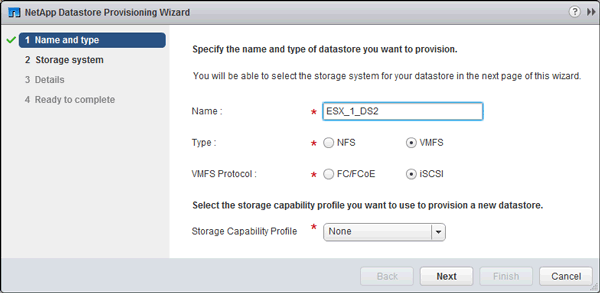 NetApp Datastore Provisioning Wizard
?
1 Name and type
2 Storage system
3 Details
4 Ready to complete
Specify the name and type of datastore you want to provision.
You will be able to select the storage system for your datastore in the next page of this wizard.
Name : * ESX_1_DS2
Type : * NFS VMFS
VMFS Protocol : * FC/FCoE iSCSI
Select the storage capability profile you want to use to provision a new datastore.
Storage Capability Profile * None
Back Next Finish Cancel